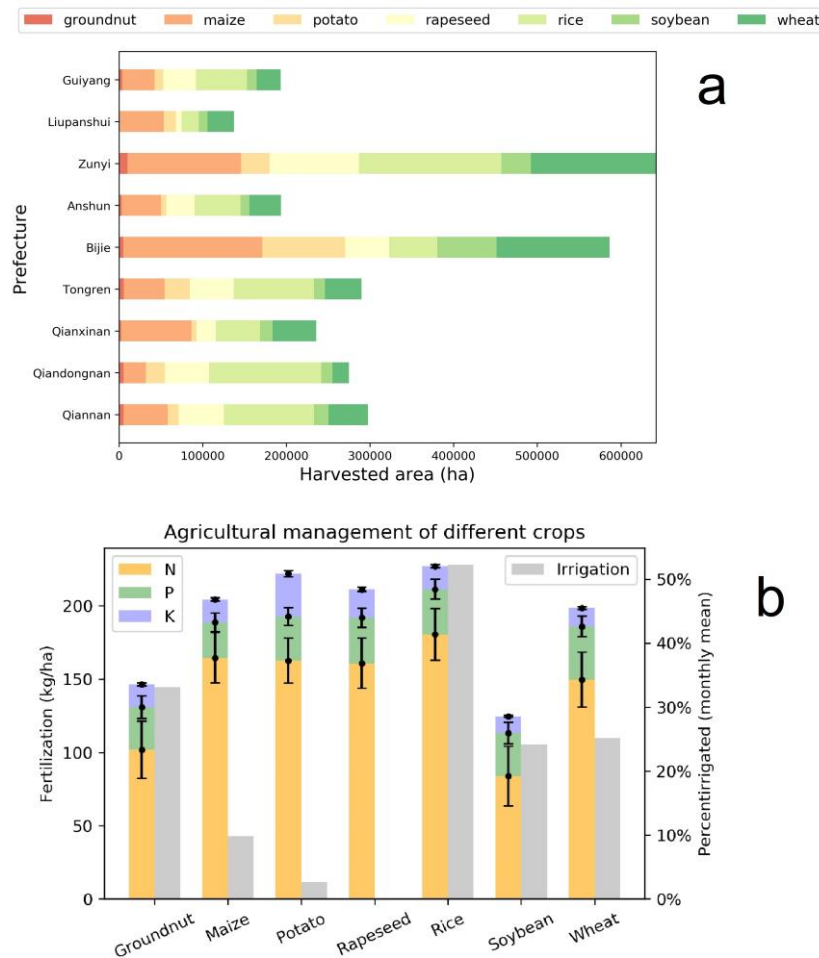 groundnut maize potato rapeseed rice soybean wheat
a
Prefecture
Guiyang
Liupanshui
Zunyi
Anshun
Bijie
Tongren
Qianxinan
Qiandongnan
Qiannan
0 100000 200000 300000 400000 500000 600000
Harvested area (ha)
Agricultural management of different crops
b
N
P
K
Irrigation
Fertilization (kg/ha)
200
150
100
50
0
50%
40%
30%
20%
10%
0%
Percentirrigated (monthly mean)
Groundnut Maize Potato Rapeseed Rice Soybean Wheat